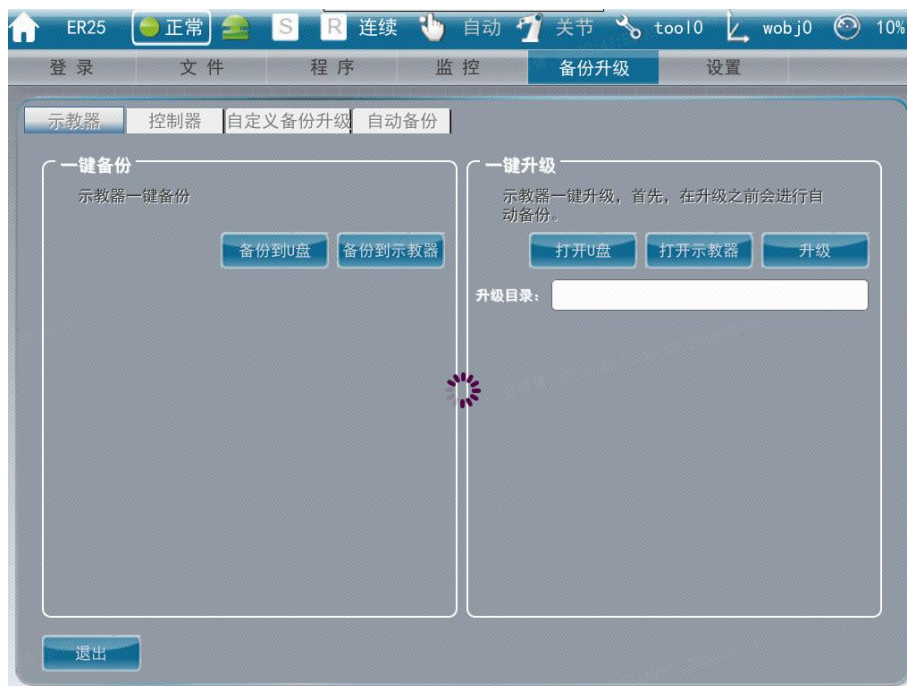 ER25 正常 S R 连续 自动 关节 tool0 wobj0 10%
登录 文件 程序 监控 备份升级 设置
示教器 控制器 自定义备份升级 自动备份
一键备份
示教器一键备份
备份到U盘 备份到示教器
一键升级
示教器一键升级，首先，在升级之前会进行自
动备份。
打开U盘 打开示教器 升级
升级目录：
退出